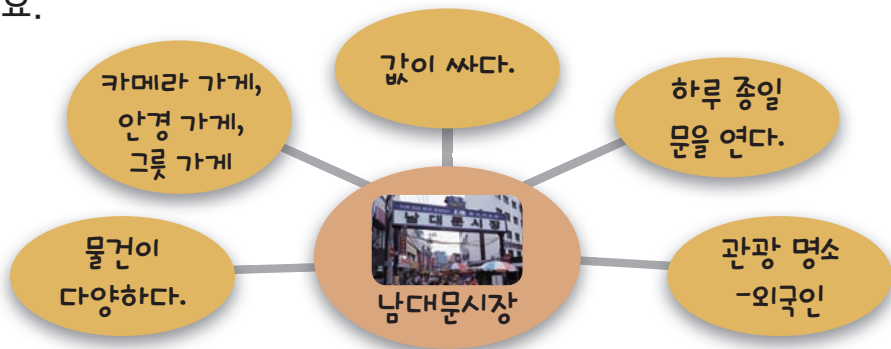 요.
값이 싸다.
카메라 가게,
안경 가게,
그릇 가게
하루 종일
문을 연다.
물건이
다양하다.
남대문시장
남대문시장
관광 명소
-외국인